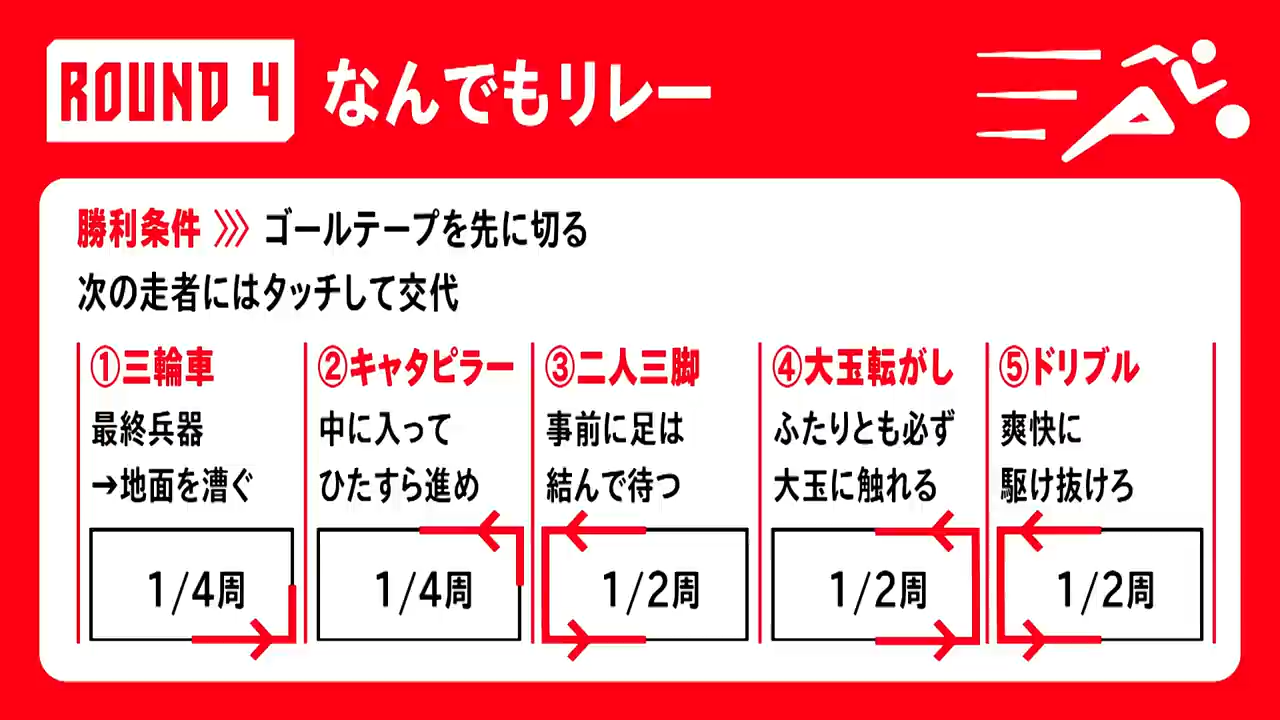 ROUND 4 なんでもリレー
勝利条件 》》 ゴールテープを先に切る
次の走者にはタッチして交代
①三輪車
最終兵器
→地面を漕ぐ
1/4周
②キャタピラー
中に入って
ひたすら進め
1/4周
③二人三脚
事前に足は
結んで待つ
1/2周
④大玉転がし
ふたりとも必ず
大玉に触れる
1/2周
⑤ドリブル
爽快に
駆け抜けろ
1/2周